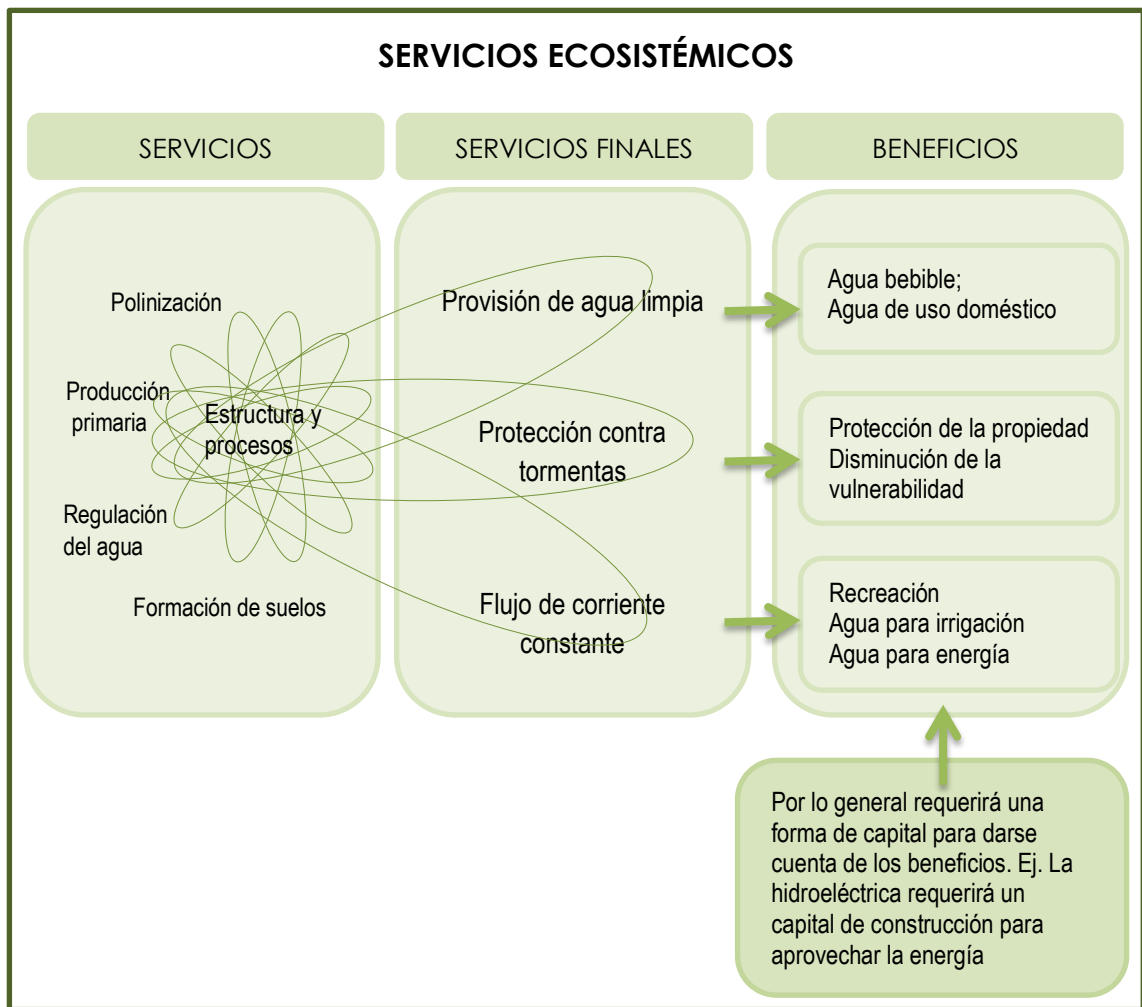 SERVICIOS ECOSISTÉMICOS
SERVICIOS
SERVICIOS FINALES
BENEFICIOS
Polinización
Producción
primaria
Estructura y
procesos
Regulación
del agua
Formación de suelos
Provisión de agua limpia
Protección contra
tormentas
Flujo de corriente
constante
Agua bebible;
Agua de uso doméstico
Protección de la propiedad
Disminución de la
vulnerabilidad
Recreación
Agua para irrigación
Agua para energía
Por lo general requerirá una
forma de capital para darse
cuenta de los beneficios. Ej. La
hidroeléctrica requerirá un
capital de construcción para
aprovechar la energía